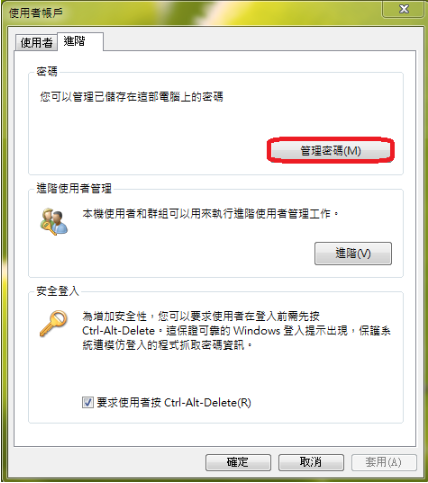 使用者帳戶
使用者 進階
密碼
您可以管理已儲存在這部電腦上的密碼
管理密碼(M)
進階使用者管理
本機使用者和群組可以用來執行進階使用者管理工作。
進階(V)
安全登入
為增加安全性，您可以要求使用者在登入前需先按
Ctrl-Alt-Delete。這保證可靠的 Windows 登入提示出現，保護系
統遭模仿登入的程式抓取密碼資訊。
要求使用者按 Ctrl-Alt-Delete(R)
確定 取消 套用(A)